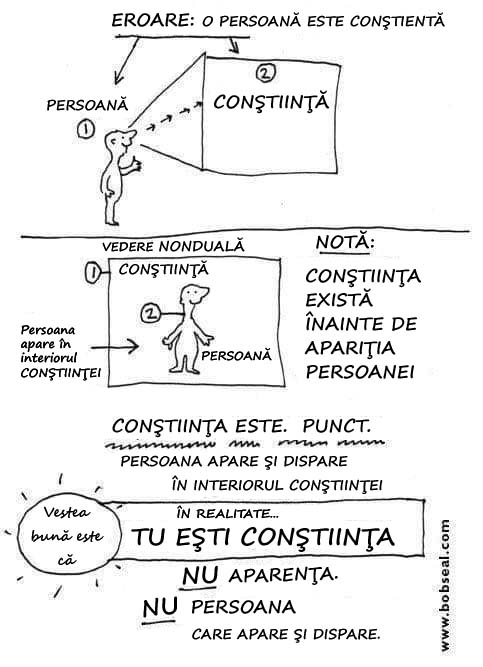 EROARE: O PERSOANĂ ESTE CONŞTIENTĂ
PERSOANĂ
1
2
CONŞTIINŢĂ
VEDERE NONDUALĂ
1
CONŞTIINŢĂ
2
PERSOANĂ
Persoana
apare în
interiorul
CONŞTIINŢEI
NOTĂ:
CONŞTIINŢA
EXISTĂ
ÎNAINTE DE
APARIŢIA
PERSOANEI
CONŞTIINŢA ESTE. PUNCT.
PERSOANA APARE ŞI DISPARE
ÎN INTERIORUL CONŞTIINŢEI
Vestea
bună este
că
ÎN REALITATE...
TU EŞTI CONŞTIINŢA
NU APARENŢA.
NU PERSOANA
CARE APARE ŞI DISPARE.
www.bobseal.com